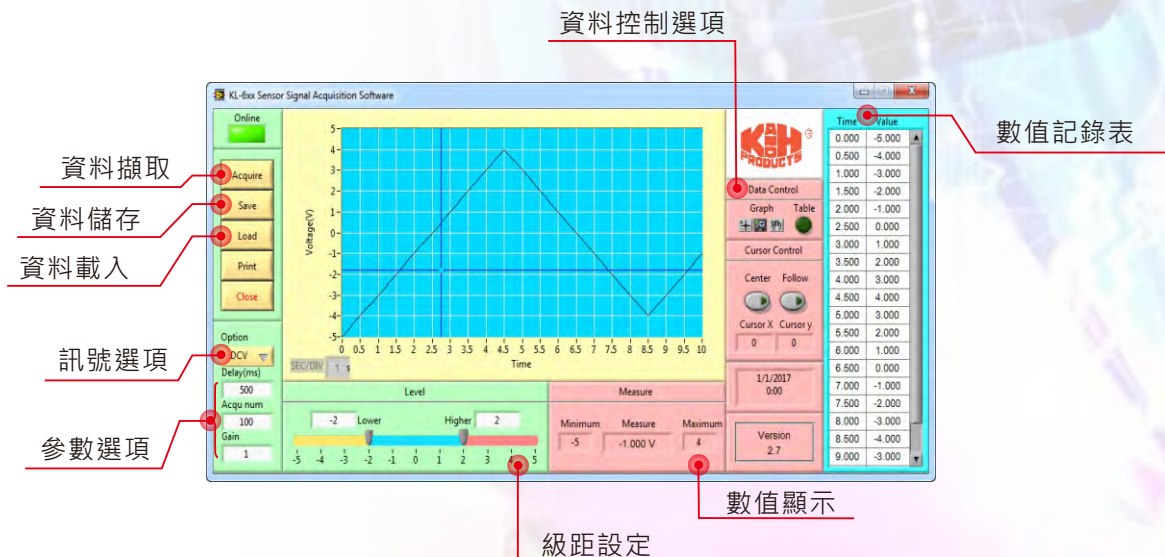 資料控制選項
KL-6xx Sensor Signal Acquisition Software
數值記錄表
資料擷取
資料儲存
資料載入
訊號選項
參數選項
Online
Acquire
Save
Load
Print
Close
Option
DCV
Delay(ms)
500
Acqu num
100
Gain
1
Voltage(V)
5
4
3
2
1
0
-1
-2
-3
-4
-5
0 0.5 1 1.5 2 2.5 3 3.5 4 4.5 5 5.5 6 6.5 7 7.5 8 8.5 9 9.5 10
Time
SEC/DIV 1 s
Level
-2 Lower Higher 2
-5 -4 -3 -2 -1 0 1 2 3 4 5
Measure
Minimum Measure Maximum
-5 -1.000 V 4
K&H
PRODUCTS
®
Data Control
Graph Table
Cursor Control
Center Follow
Cursor X Cursor y
0 0
1/1/2017
0:00
Version
2.7
Time Value
0.000 -5.000
0.500 -4.000
1.000 -3.000
1.500 -2.000
2.000 -1.000
2.500 0.000
3.000 1.000
3.500 2.000
4.000 3.000
4.500 4.000
5.000 3.000
5.500 2.000
6.000 1.000
6.500 0.000
7.000 -1.000
7.500 -2.000
8.000 -3.000
8.500 -4.000
9.000 -3.000
數值顯示
級距設定